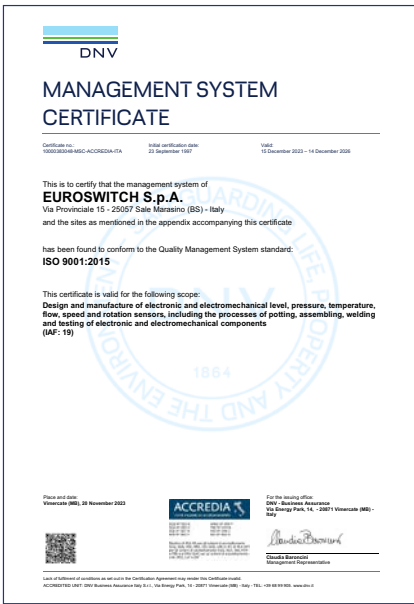 DNV
MANAGEMENT SYSTEM
CERTIFICATE
Certificate no.:
10000383048-MSC-ACCREDIA-ITA
Initial certification date:
23 September 1997
Valid:
15 December 2023 – 14 December 2026
This is to certify that the management system of
EUROSWITCH S.p.A.
Via Provinciale 15 - 25057 Sale Marasino (BS) - Italy
and the sites as mentioned in the appendix accompanying this certificate
has been found to conform to the Quality Management System standard:
ISO 9001:2015
This certificate is valid for the following scope:
Design and manufacture of electronic and electromechanical level, pressure, temperature,
flow, speed and rotation sensors, including the processes of potting, assembling, welding
and testing of electronic and electromechanical components
(IAF: 19)
SAFEGUARDING LIFE, PROPERTY AND THE ENVIRONMENT
DNV
1864
Place and date:
Vimercate (MB), 20 November 2023
ACCREDIA
For the issuing office:
DNV - Business Assurance
Via Energy Park, 14, - 20871 Vimercate (MB) -
Italy
Claudia Baroncini
Claudia Baroncini
Management Representative
Lack of fulfilment of conditions as set out in the Certification Agreement may render this Certificate invalid.
ACCREDITED UNIT: DNV Business Assurance Italy S.r.l., Via Energy Park, 14 - 20871 Vimercate (MB) - Italy - TEL: +39 68 99 905. www.dnv.it